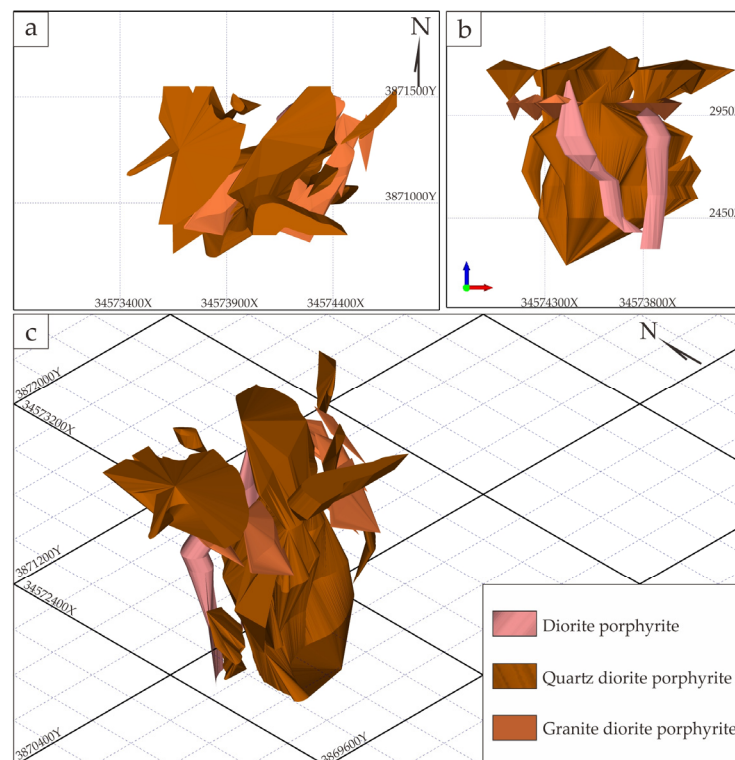 a
N
3871500Y
3871000Y
34573400X
34573900X
34574400X
b
2950
2450
34574300X
34573800X
c
N
3872000Y
34573200X
3871200Y
34572400X
3870400Y
3869600Y
Diorite porphyrite
Quartz diorite porphyrite
Granite diorite porphyrite